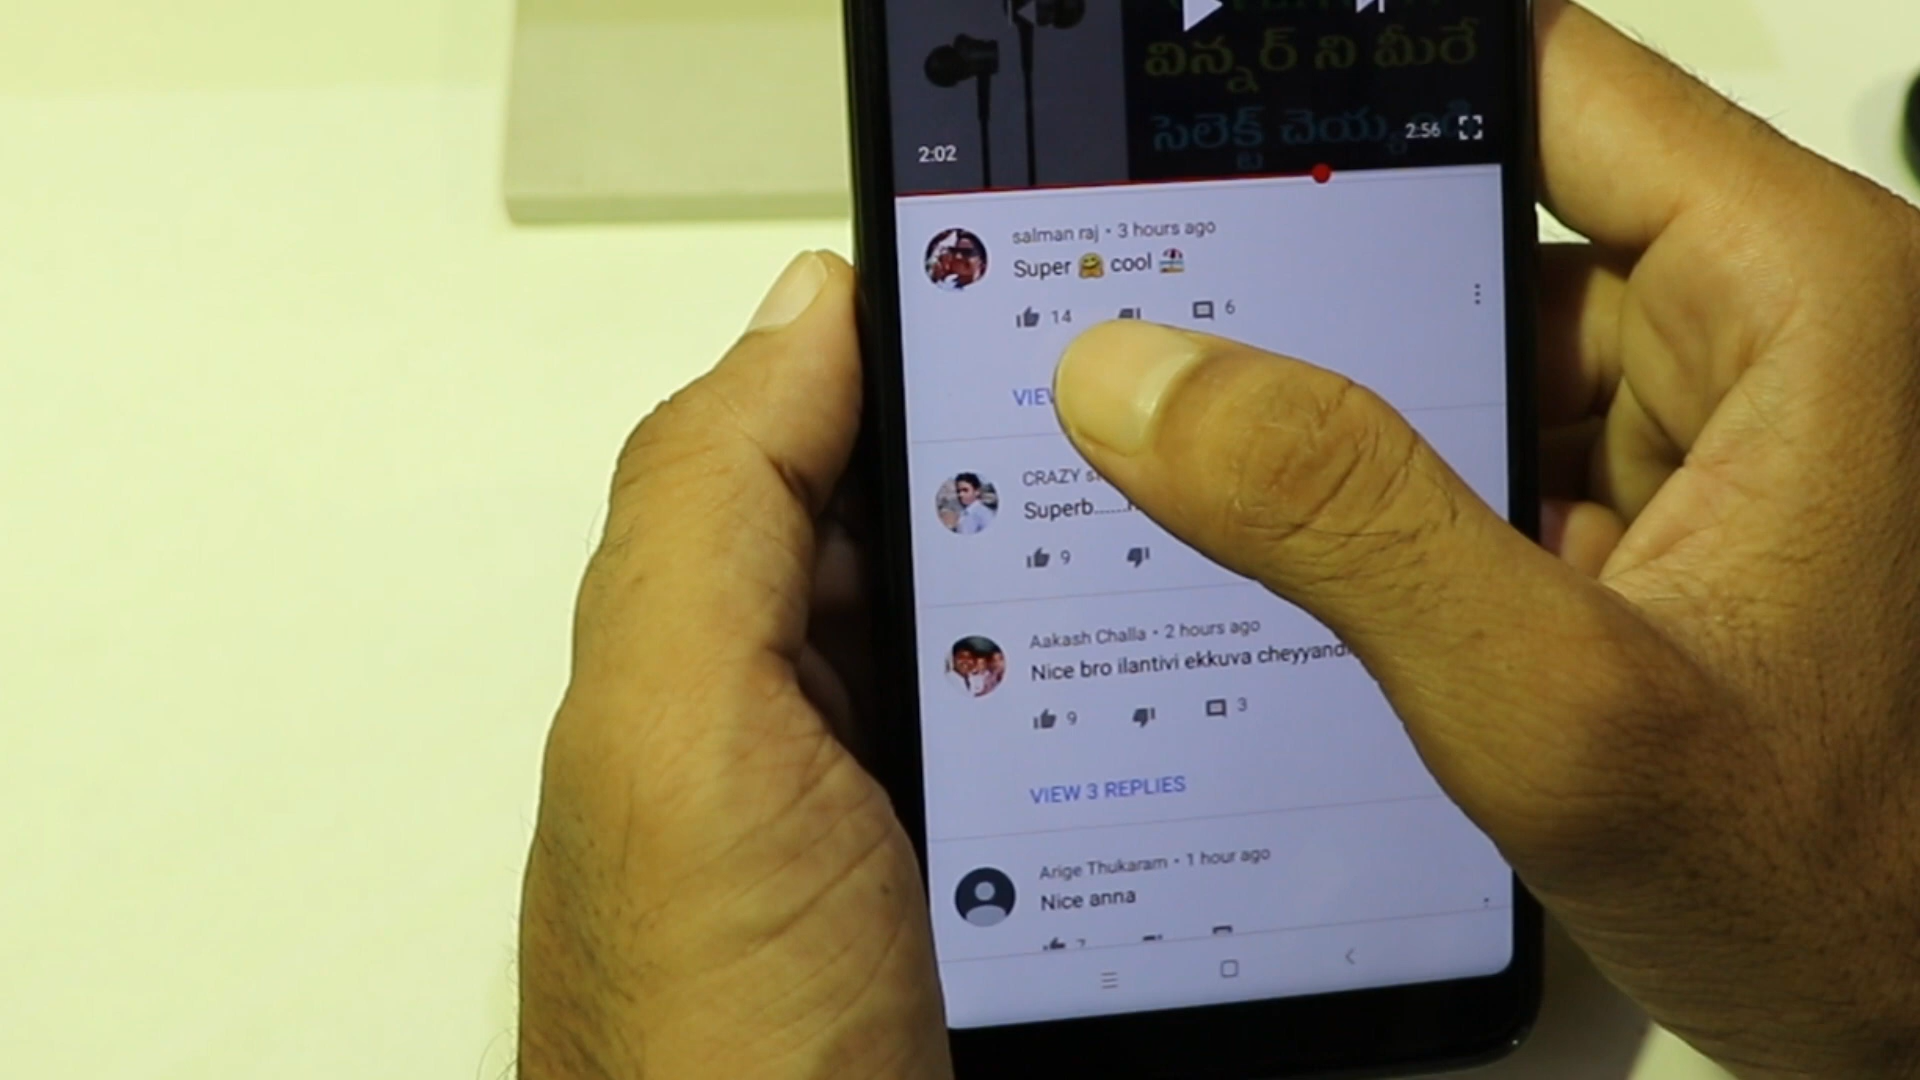 విన్నర్ ని మీరే
సెలెక్ట్ చెయ్యండి
2:02
2:56
salman raj • 3 hours ago
Super 🤗 cool 🏖
14
6
CRAZY
Superb.......
9
Aakash Challa • 2 hours ago
Nice bro ilantivi ekkuva cheyyandi
9
3
VIEW 3 REPLIES
Arige Thukaram • 1 hour ago
Nice anna
7